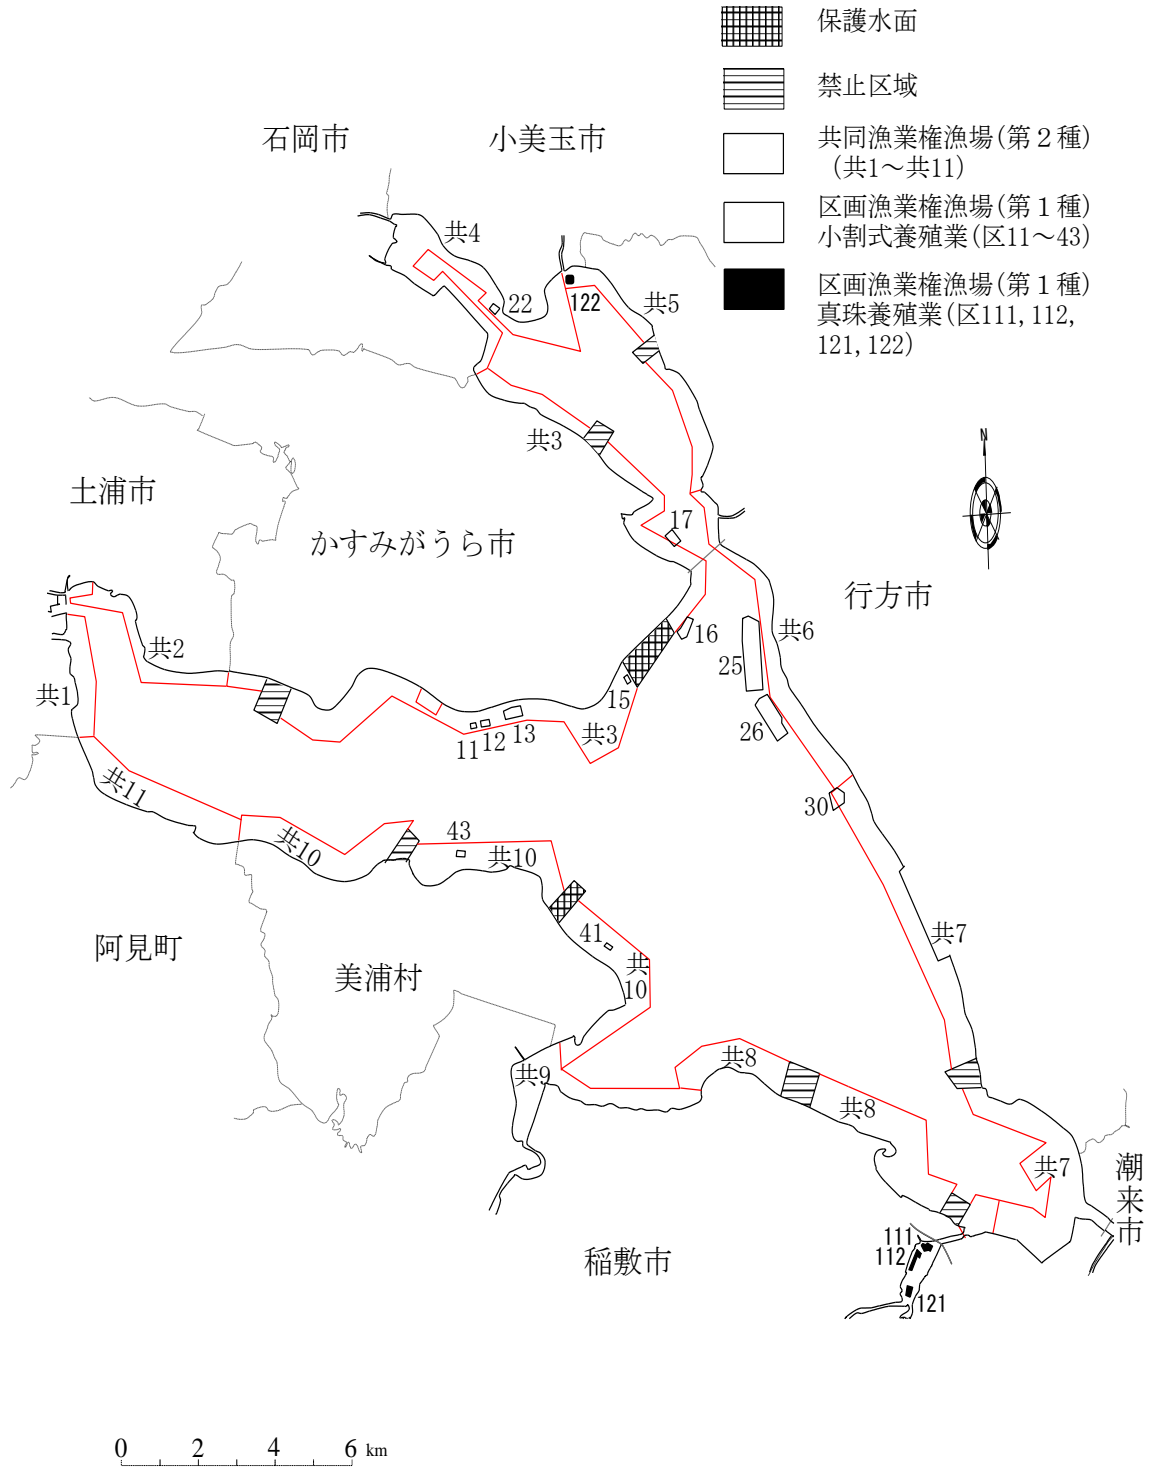 保護水面
禁止区域
共同漁業権漁場(第２種)
(共1～共11)
区画漁業権漁場(第１種)
小割式養殖業(区11～43)
区画漁業権漁場(第１種)
真珠養殖業(区111, 112,
121, 122)
石岡市
小美玉市
共4
22
122
共5
共3
N
土浦市
かすみがうら市
17
行方市
共2
16
共6
25
15
共1
11
12
13
共3
26
共11
30
共10
43
共10
共7
阿見町
41
美浦村
共
10
共9
共8
共8
共7
潮来市
稲敷市
111
112
121
0 2 4 6 km